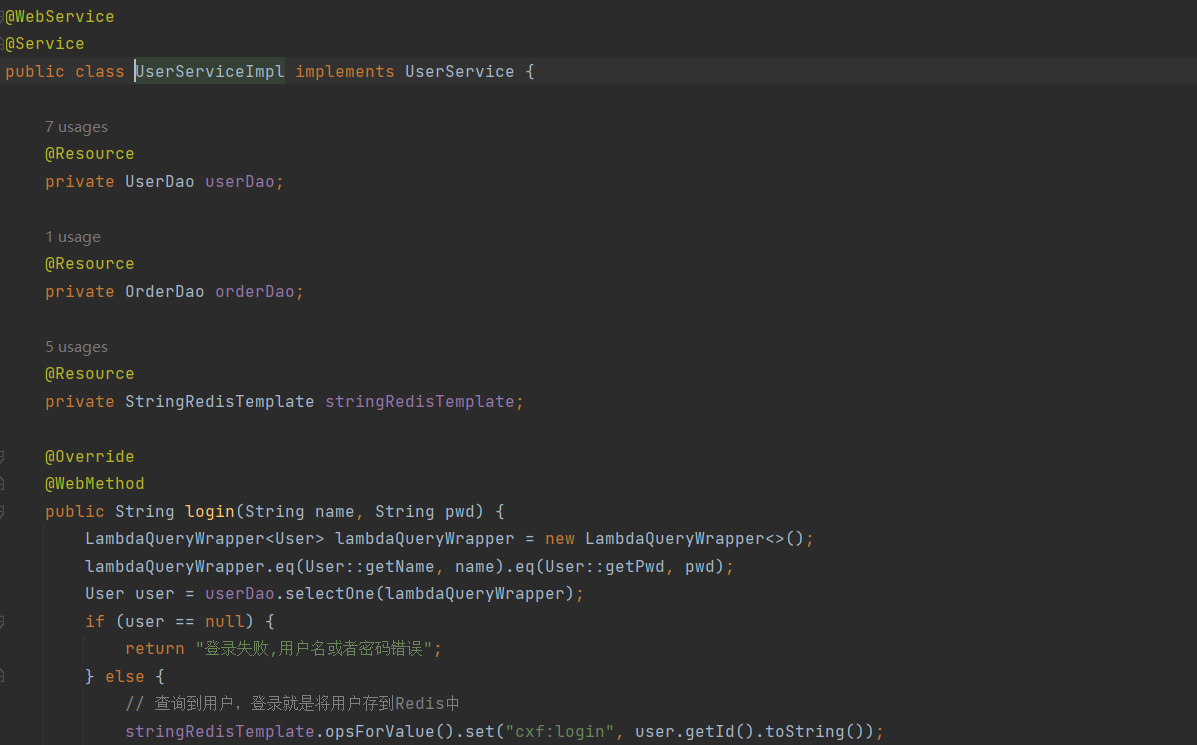 @WebService
@Service
public class UserServiceImpl implements UserService {
7 usages
@Resource
private UserDao userDao;
1 usage
@Resource
private OrderDao orderDao;
5 usages
@Resource
private StringRedisTemplate stringRedisTemplate;
@Override
@WebMethod
public String login(String name, String pwd) {
LambdaQueryWrapper<User> lambdaQueryWrapper = new LambdaQueryWrapper<>();
lambdaQueryWrapper.eq(User::getName, name).eq(User::getPwd, pwd);
User user = userDao.selectOne(lambdaQueryWrapper);
if (user == null) {
return "登录失败,用户名或者密码错误";
} else {
// 查询到用户，登录就是将用户存到Redis中
stringRedisTemplate.opsForValue().set("cxf:login", user.getId().toString());